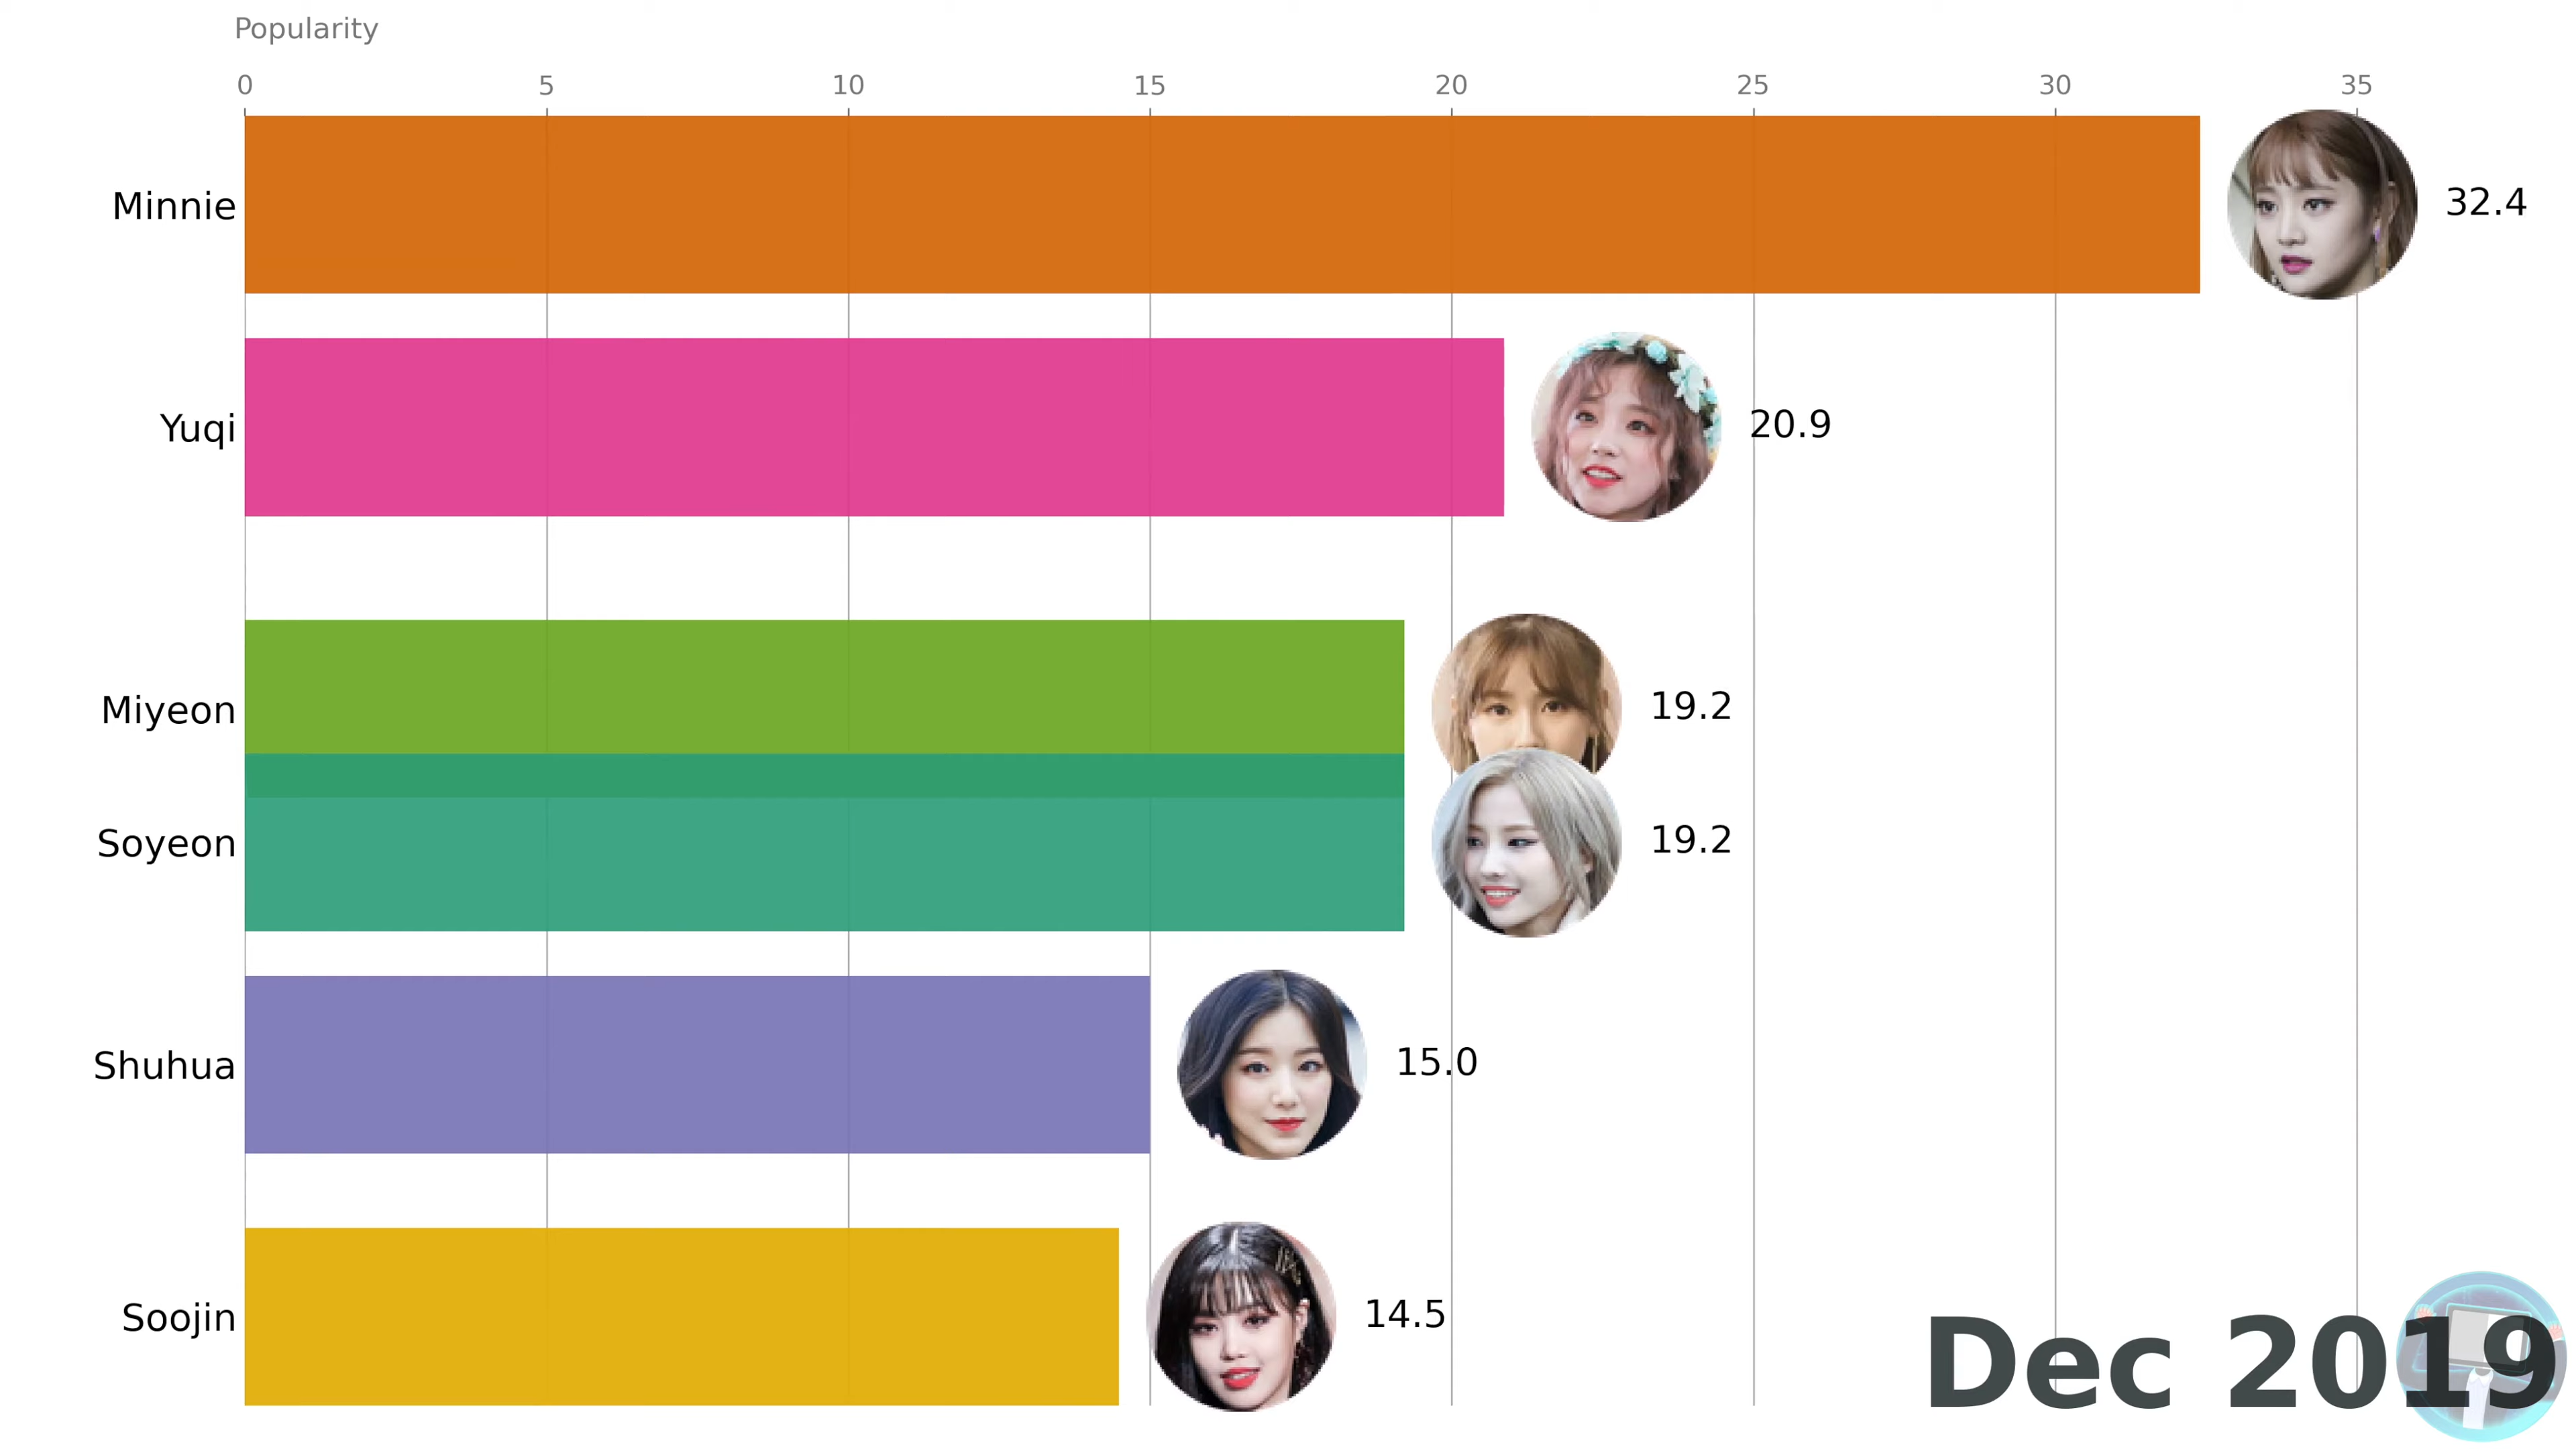 Popularity
0 5 10 15 20 25 30 35
Minnie 32.4
Yuqi 20.9
Miyeon 19.2
Soyeon 19.2
Shuhua 15.0
Soojin 14.5
Dec 2019